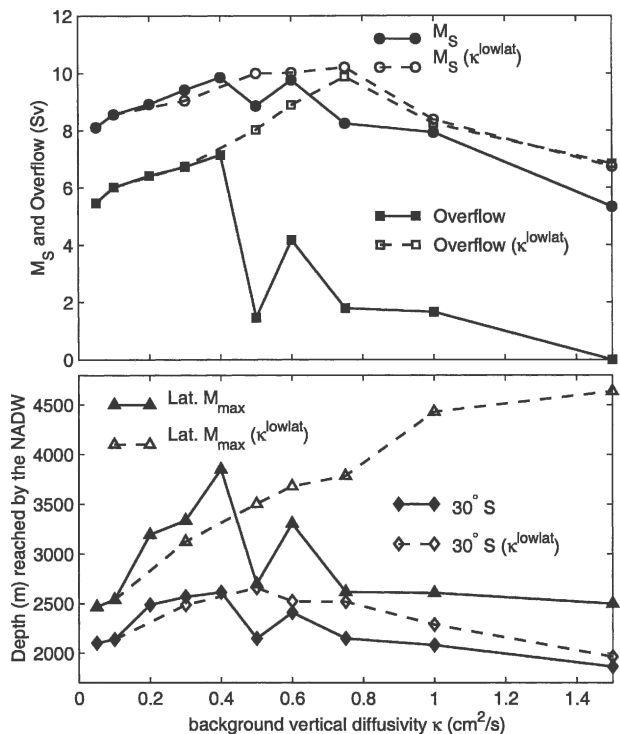 12
10
8
6
4
2
0
M_S and Overflow (Sv)
M_S
M_S (κ^lowlat)
Overflow
Overflow (κ^lowlat)
4500
4000
3500
3000
2500
2000
Depth (m) reached by the NADW
Lat. M_max
Lat. M_max (κ^lowlat)
30° S
30° S (κ^lowlat)
0 0.2 0.4 0.6 0.8 1 1.2 1.4
background vertical diffusivity κ (cm²/s)